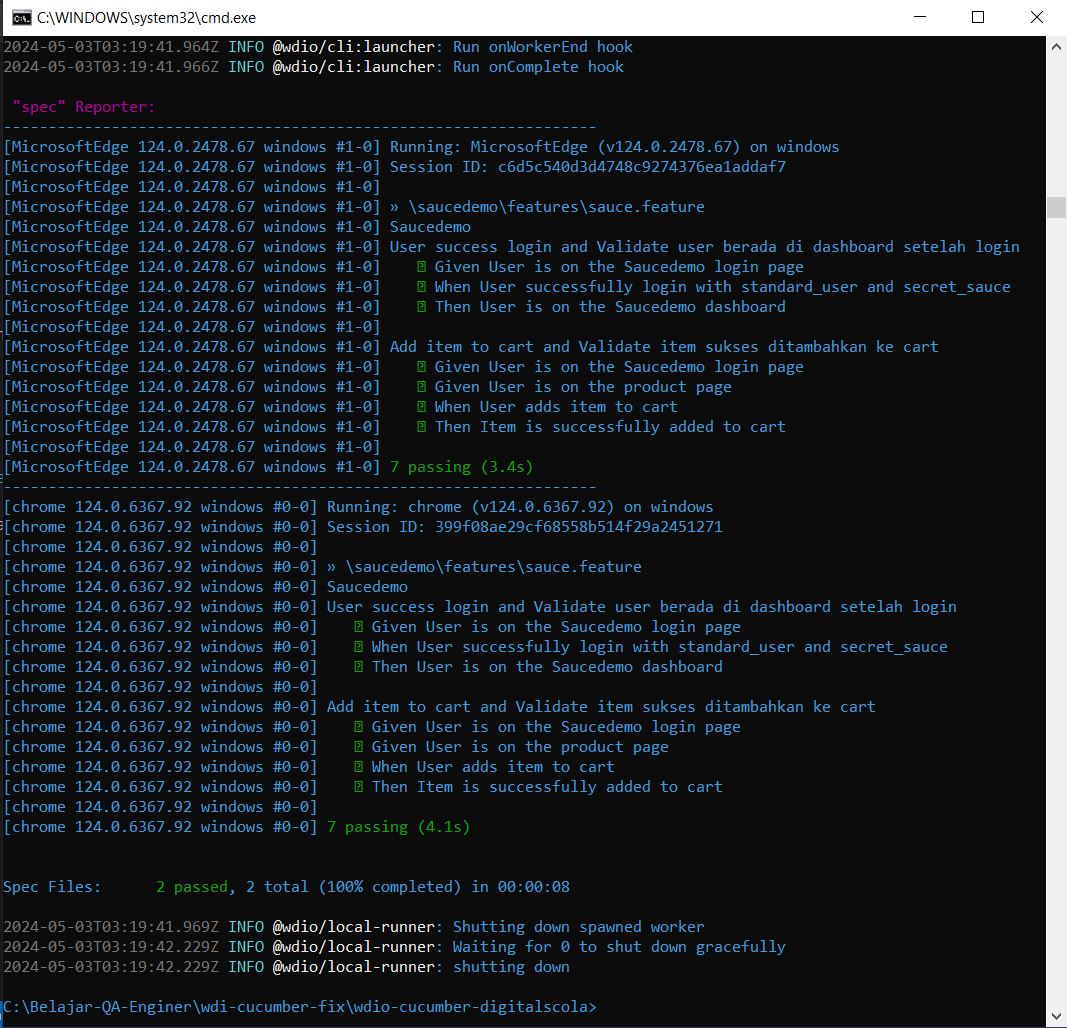 C:\WINDOWS\system32\cmd.exe
2024-05-03T03:19:41.964Z INFO @wdio/cli:launcher: Run onWorkerEnd hook
2024-05-03T03:19:41.966Z INFO @wdio/cli:launcher: Run onComplete hook
"spec" Reporter:
------------------------------------------------------------------
[MicrosoftEdge 124.0.2478.67 windows #1-0] Running: MicrosoftEdge (v124.0.2478.67) on windows
[MicrosoftEdge 124.0.2478.67 windows #1-0] Session ID: c6d5c540d3d4748c9274376ea1addaf7
[MicrosoftEdge 124.0.2478.67 windows #1-0]
[MicrosoftEdge 124.0.2478.67 windows #1-0] » \saucedemo\features\sauce.feature
[MicrosoftEdge 124.0.2478.67 windows #1-0] Saucedemo
[MicrosoftEdge 124.0.2478.67 windows #1-0] User success login and Validate user berada di dashboard setelah login
[MicrosoftEdge 124.0.2478.67 windows #1-0] Given User is on the Saucedemo login page
[MicrosoftEdge 124.0.2478.67 windows #1-0] When User successfully login with standard_user and secret_sauce
[MicrosoftEdge 124.0.2478.67 windows #1-0] Then User is on the Saucedemo dashboard
[MicrosoftEdge 124.0.2478.67 windows #1-0]
[MicrosoftEdge 124.0.2478.67 windows #1-0] Add item to cart and Validate item sukses ditambahkan ke cart
[MicrosoftEdge 124.0.2478.67 windows #1-0] Given User is on the Saucedemo login page
[MicrosoftEdge 124.0.2478.67 windows #1-0] Given User is on the product page
[MicrosoftEdge 124.0.2478.67 windows #1-0] When User adds item to cart
[MicrosoftEdge 124.0.2478.67 windows #1-0] Then Item is successfully added to cart
[MicrosoftEdge 124.0.2478.67 windows #1-0]
[MicrosoftEdge 124.0.2478.67 windows #1-0] 7 passing (3.4s)
------------------------------------------------------------------
[chrome 124.0.6367.92 windows #0-0] Running: chrome (v124.0.6367.92) on windows
[chrome 124.0.6367.92 windows #0-0] Session ID: 399f08ae29cf68558b514f29a2451271
[chrome 124.0.6367.92 windows #0-0]
[chrome 124.0.6367.92 windows #0-0] » \saucedemo\features\sauce.feature
[chrome 124.0.6367.92 windows #0-0] Saucedemo
[chrome 124.0.6367.92 windows #0-0] User success login and Validate user berada di dashboard setelah login
[chrome 124.0.6367.92 windows #0-0] Given User is on the Saucedemo login page
[chrome 124.0.6367.92 windows #0-0] When User successfully login with standard_user and secret_sauce
[chrome 124.0.6367.92 windows #0-0] Then User is on the Saucedemo dashboard
[chrome 124.0.6367.92 windows #0-0]
[chrome 124.0.6367.92 windows #0-0] Add item to cart and Validate item sukses ditambahkan ke cart
[chrome 124.0.6367.92 windows #0-0] Given User is on the Saucedemo login page
[chrome 124.0.6367.92 windows #0-0] Given User is on the product page
[chrome 124.0.6367.92 windows #0-0] When User adds item to cart
[chrome 124.0.6367.92 windows #0-0] Then Item is successfully added to cart
[chrome 124.0.6367.92 windows #0-0]
[chrome 124.0.6367.92 windows #0-0] 7 passing (4.1s)
Spec Files: 2 passed, 2 total (100% completed) in 00:00:08
2024-05-03T03:19:41.969Z INFO @wdio/local-runner: Shutting down spawned worker
2024-05-03T03:19:42.229Z INFO @wdio/local-runner: Waiting for 0 to shut down gracefully
2024-05-03T03:19:42.229Z INFO @wdio/local-runner: shutting down
C:\Belajar-QA-Enginer\wdi-cucumber-fix\wdio-cucumber-digitalscola>